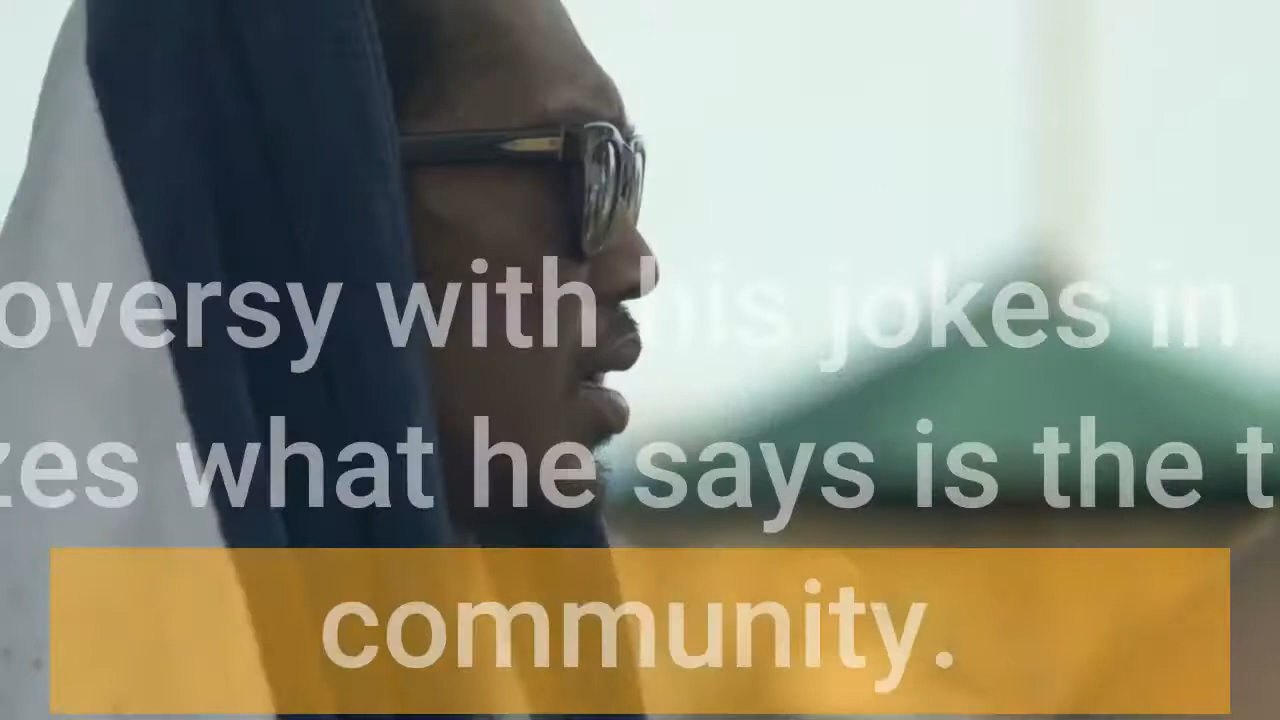 oversy with his jokes in
zes what he says is the t
community.